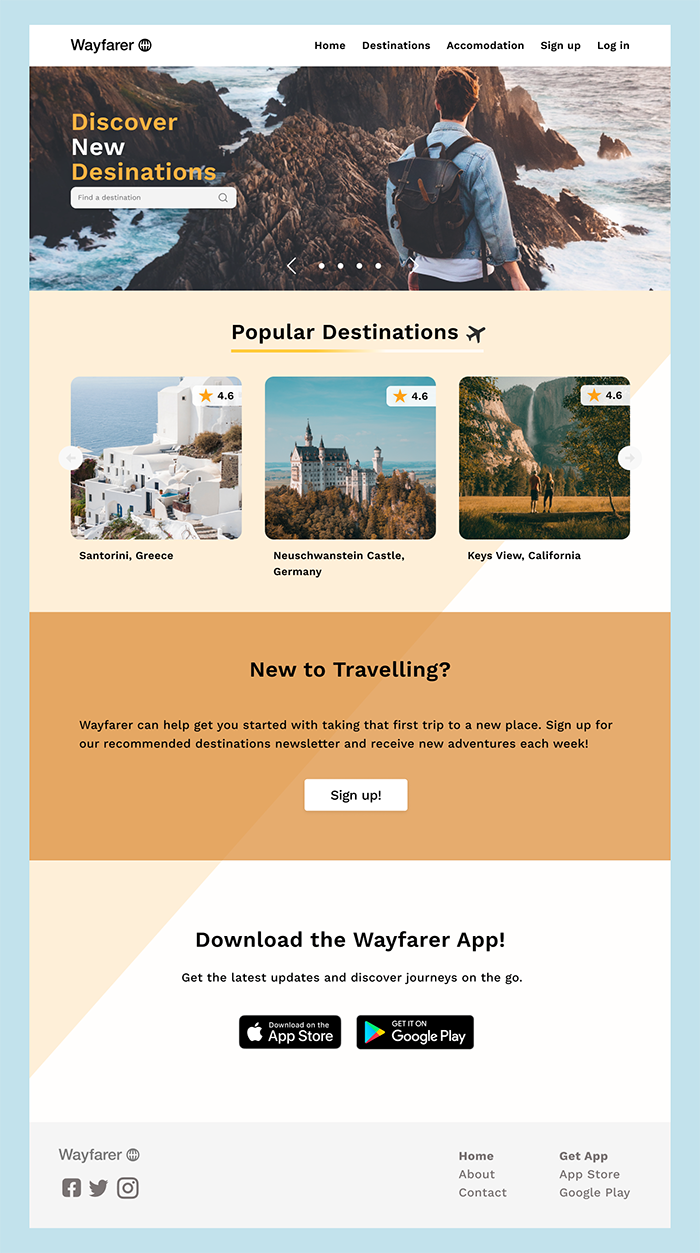 Wayfarer
Home Destinations Accomodation Sign up Log in
Discover
New
Desinations
Find a destination
Popular Destinations
4.6
4.6
4.6
Santorini, Greece
Neuschwanstein Castle,
Germany
Keys View, California
New to Travelling?
Wayfarer can help get you started with taking that first trip to a new place. Sign up for
our recommended destinations newsletter and receive new adventures each week!
Sign up!
Download the Wayfarer App!
Get the latest updates and discover journeys on the go.
Download on the
App Store
GET IT ON
Google Play
Wayfarer
Home
About
Contact
Get App
App Store
Google Play